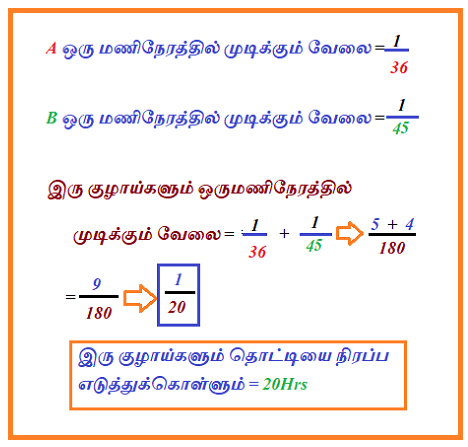 A ஒரு மணிநேரத்தில் முடிக்கும் வேலை = 1/36
B ஒரு மணிநேரத்தில் முடிக்கும் வேலை = 1/45
இரு குழாய்களும் ஒருமணிநேரத்தில்
முடிக்கும் வேலை = 1/36 + 1/45 ⇨ 5 + 4/180
= 9/180 ⇨ 1/20
இரு குழாய்களும் தொட்டியை நிரப்ப
எடுத்துக்கொள்ளும் = 20Hrs